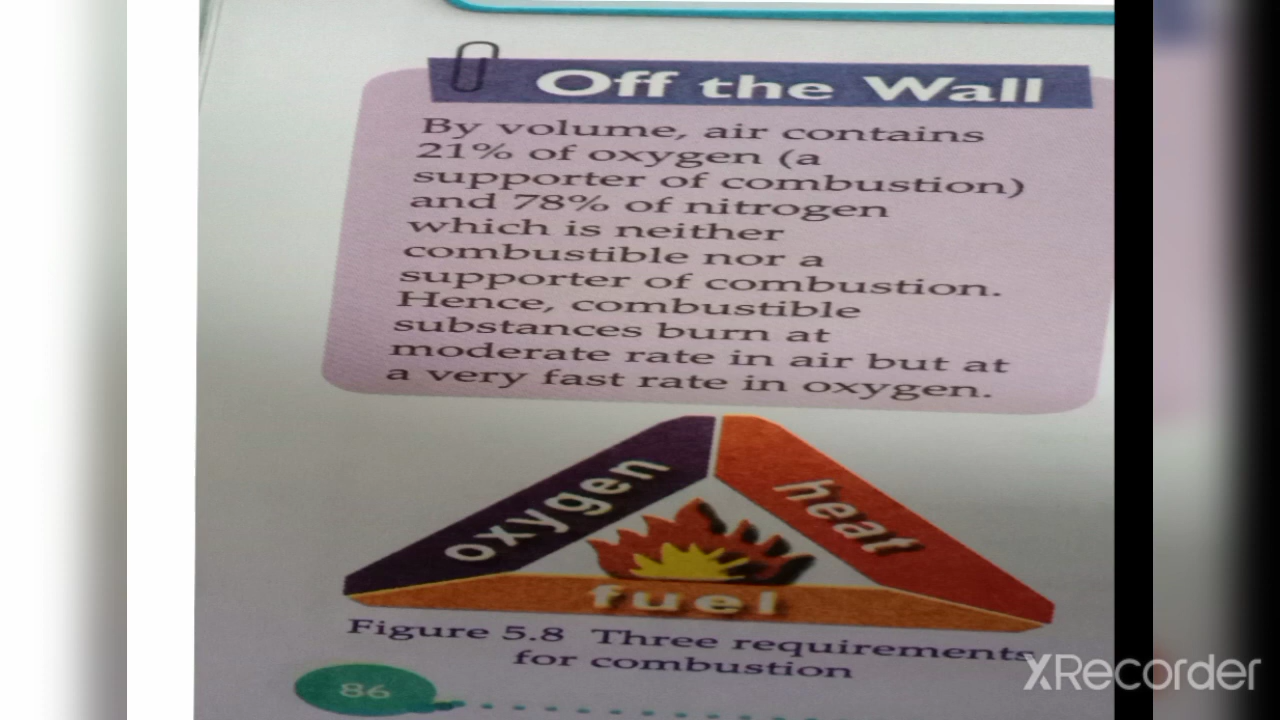 Off the Wall
By volume, air contains
21% of oxygen (a
supporter of combustion)
and 78% of nitrogen
which is neither
combustible nor a
supporter of combustion.
Hence, combustible
substances burn at
moderate rate in air but at
a very fast rate in oxygen.
oxygen
heat
fuel
Figure 5.8 Three requirements
for combustion
86
XRecorder